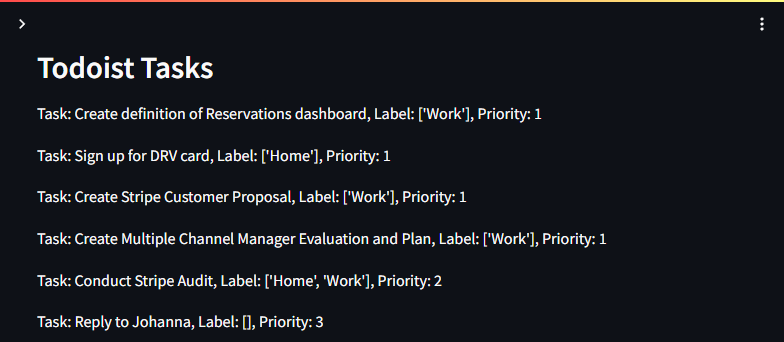 Todoist Tasks
Task: Create definition of Reservations dashboard, Label: ['Work'], Priority: 1
Task: Sign up for DRV card, Label: ['Home'], Priority: 1
Task: Create Stripe Customer Proposal, Label: ['Work'], Priority: 1
Task: Create Multiple Channel Manager Evaluation and Plan, Label: ['Work'], Priority: 1
Task: Conduct Stripe Audit, Label: ['Home', 'Work'], Priority: 2
Task: Reply to Johanna, Label: [], Priority: 3